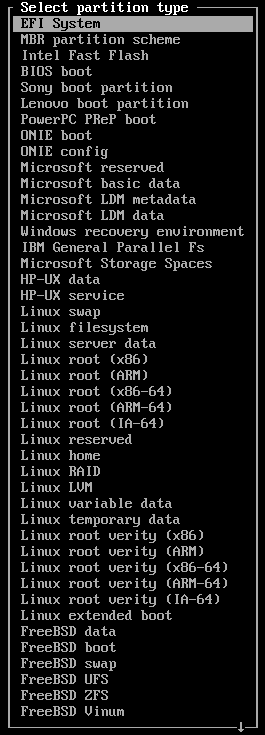 Select partition type
EFI System
MBR partition scheme
Intel Fast Flash
BIOS boot
Sony boot partition
Lenovo boot partition
PowerPC PReP boot
ONIE boot
ONIE config
Microsoft reserved
Microsoft basic data
Microsoft LDM metadata
Microsoft LDM data
Windows recovery environment
IBM General Parallel Fs
Microsoft Storage Spaces
HP-UX data
HP-UX service
Linux swap
Linux filesystem
Linux server data
Linux root (x86)
Linux root (ARM)
Linux root (x86-64)
Linux root (ARM-64)
Linux root (IA-64)
Linux reserved
Linux home
Linux RAID
Linux LVM
Linux variable data
Linux temporary data
Linux root verity (x86)
Linux root verity (ARM)
Linux root verity (x86-64)
Linux root verity (ARM-64)
Linux root verity (IA-64)
Linux extended boot
FreeBSD data
FreeBSD boot
FreeBSD swap
FreeBSD UFS
FreeBSD ZFS
FreeBSD Vinum